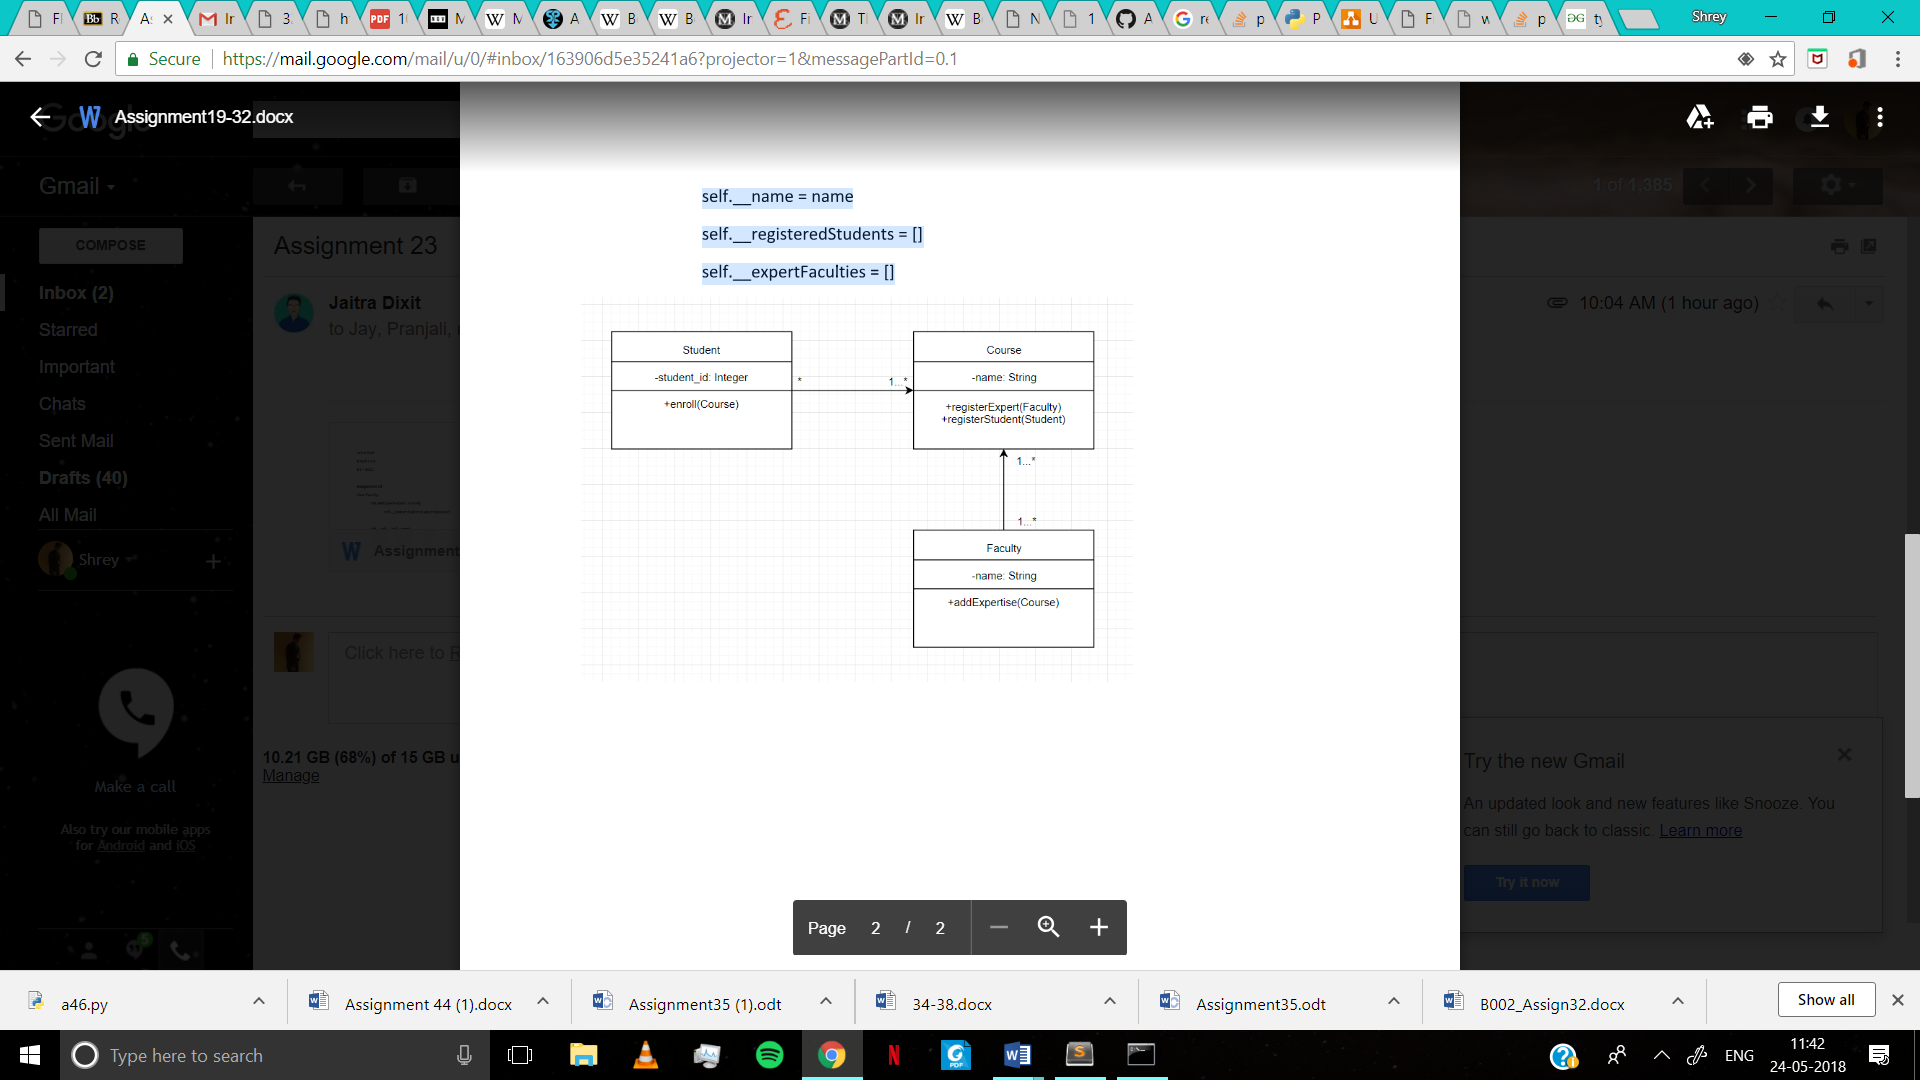 Shrey
Secure
https://mail.google.com/mail/u/0/#inbox/163906d5e35241a6?projector=1&messagePartId=0.1
Assignment19-32.docx
Gmail
1 of 1,385
COMPOSE
Assignment 23
Inbox (2)
Starred
Important
Chats
Sent Mail
Drafts (40)
All Mail
Shrey
Jaitra Dixit
to Jay, Pranjali,
10:04 AM (1 hour ago)
Assignment
Click here to
10.21 GB (68%) of 15 GB
Manage
Make a call
Also try our mobile apps
for Android and iOS
5
self.__name = name
self.__registeredStudents = []
self.__expertFaculties = []
Student
-student_id: Integer
+enroll(Course)
*
1...*
Course
-name: String
+registerExpert(Faculty)
+registerStudent(Student)
1...*
1...*
Faculty
-name: String
+addExpertise(Course)
Page 2 / 2
Try the new Gmail
An updated look and new features like Snooze. You
can still go back to classic. Learn more
Try it now
a46.py
Assignment 44 (1).docx
Assignment35 (1).odt
34-38.docx
Assignment35.odt
B002_Assign32.docx
Show all
Type here to search
ENG
11:42
24-05-2018